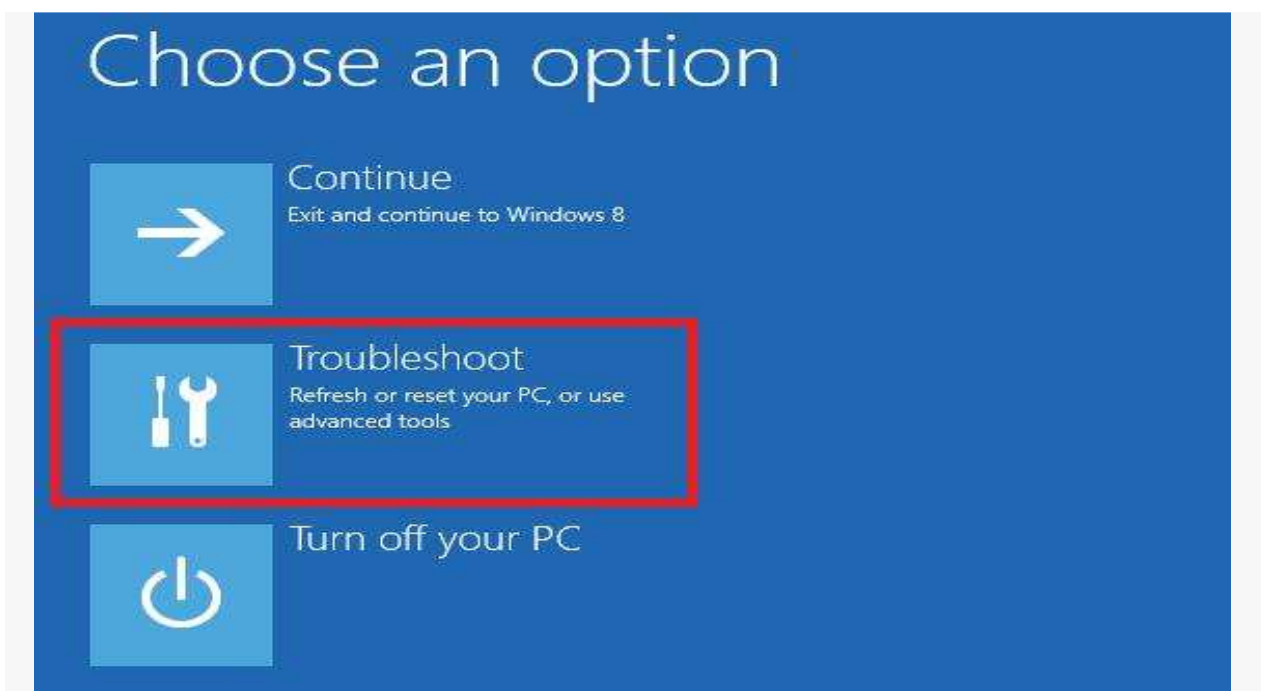 Choose an option
Continue
Exit and continue to Windows 8
Troubleshoot
Refresh or reset your PC, or use
advanced tools
Turn off your PC